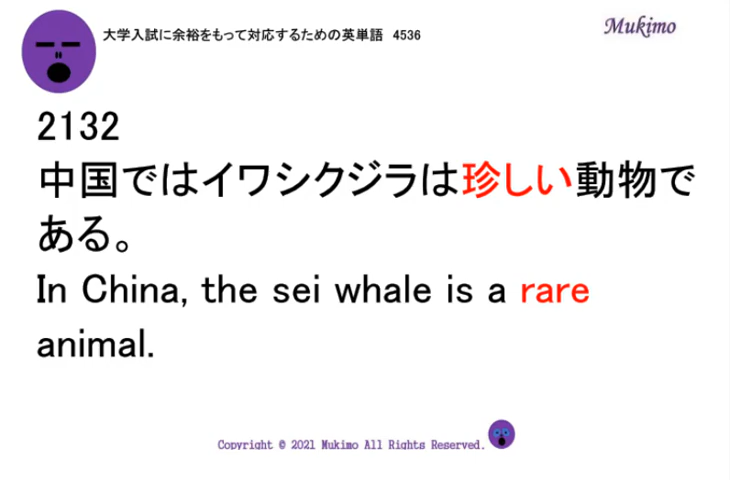 大学入試に余裕をもって対応するための英単語 4536
Mukimo
2132
中国ではイワシクジラは珍しい動物で
ある。
In China, the sei whale is a rare
animal.
Copyright © 2021 Mukimo All Rights Reserved.